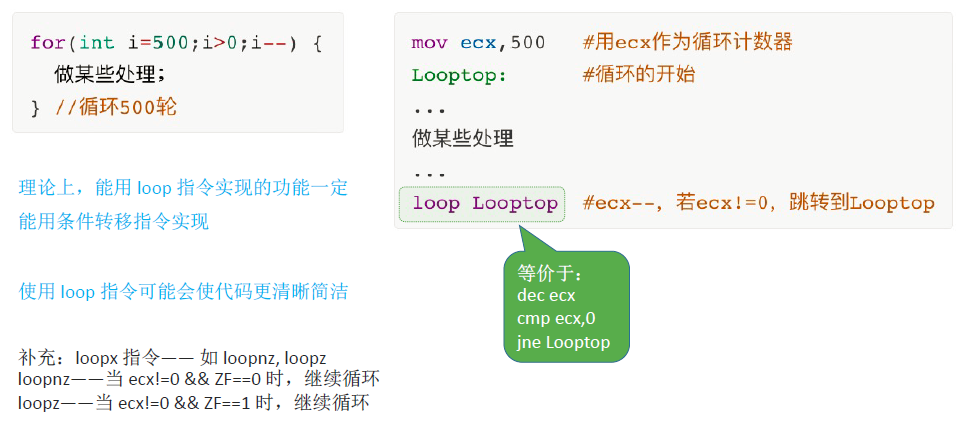 for(int i=500;i>0;i--) {
做某些处理;
} //循环500轮
理论上，能用 loop 指令实现的功能一定
能用条件转移指令实现
使用 loop 指令可能会使代码更清晰简洁
补充：loopx 指令—— 如 loopnz, loopz
loopnz——当 ecx!=0 && ZF==0 时，继续循环
loopz——当 ecx!=0 && ZF==1 时，继续循环
mov ecx,500 #用ecx作为循环计数器
Looptop: #循环的开始
...
做某些处理
...
loop Looptop #ecx--，若ecx!=0，跳转到Looptop
等价于：
dec ecx
cmp ecx,0
jne Looptop